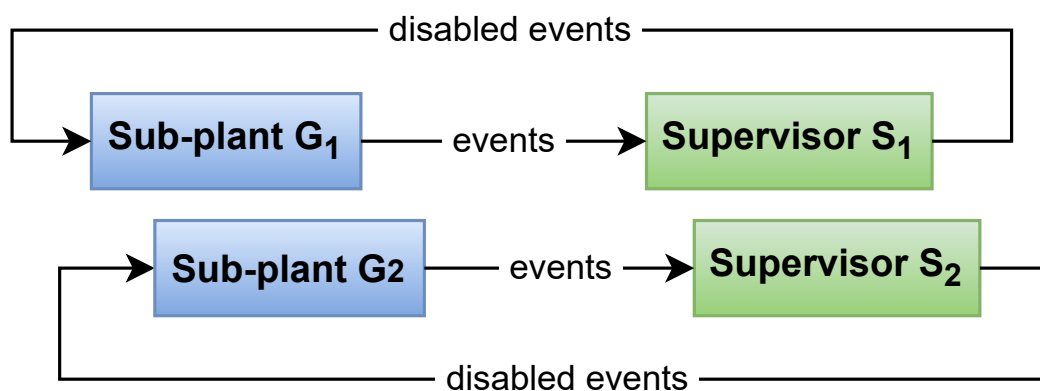 disabled events
Sub-plant G1 events Supervisor S1
Sub-plant G2 events Supervisor S2
disabled events